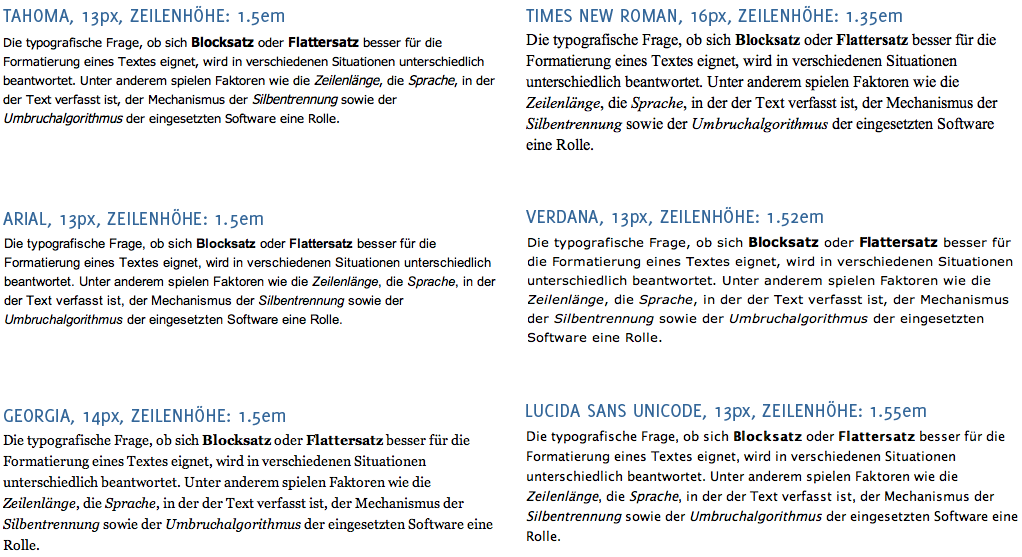 TAHOMA, 13px, ZEILENHÖHE: 1.5em
Die typografische Frage, ob sich Blocksatz oder Flattersatz besser für die
Formatierung eines Textes eignet, wird in verschiedenen Situationen unterschiedlich
beantwortet. Unter anderem spielen Faktoren wie die Zeilenlänge, die Sprache, in der
der Text verfasst ist, der Mechanismus der Silbentrennung sowie der
Umbruchalgorithmus der eingesetzten Software eine Rolle.
TIMES NEW ROMAN, 16px, ZEILENHÖHE: 1.35em
Die typografische Frage, ob sich Blocksatz oder Flattersatz besser für die
Formatierung eines Textes eignet, wird in verschiedenen Situationen
unterschiedlich beantwortet. Unter anderem spielen Faktoren wie die
Zeilenlänge, die Sprache, in der der Text verfasst ist, der Mechanismus der
Silbentrennung sowie der Umbruchalgorithmus der eingesetzten Software
eine Rolle.
ARIAL, 13px, ZEILENHÖHE: 1.5em
Die typografische Frage, ob sich Blocksatz oder Flattersatz besser für die
Formatierung eines Textes eignet, wird in verschiedenen Situationen unterschiedlich
beantwortet. Unter anderem spielen Faktoren wie die Zeilenlänge, die Sprache, in der
der Text verfasst ist, der Mechanismus der Silbentrennung sowie der
Umbruchalgorithmus der eingesetzten Software eine Rolle.
VERDANA, 13px, ZEILENHÖHE: 1.52em
Die typografische Frage, ob sich Blocksatz oder Flattersatz besser für
die Formatierung eines Textes eignet, wird in verschiedenen Situationen
unterschiedlich beantwortet. Unter anderem spielen Faktoren wie die
Zeilenlänge, die Sprache, in der der Text verfasst ist, der Mechanismus
der Silbentrennung sowie der Umbruchalgorithmus der eingesetzten
Software eine Rolle.
GEORGIA, 14px, ZEILENHÖHE: 1.5em
Die typografische Frage, ob sich Blocksatz oder Flattersatz besser für die
Formatierung eines Textes eignet, wird in verschiedenen Situationen
unterschiedlich beantwortet. Unter anderem spielen Faktoren wie die
Zeilenlänge, die Sprache, in der der Text verfasst ist, der Mechanismus der
Silbentrennung sowie der Umbruchalgorithmus der eingesetzten Software eine
Rolle.
LUCIDA SANS UNICODE, 13px, ZEILENHÖHE: 1.55em
Die typografische Frage, ob sich Blocksatz oder Flattersatz besser für die
Formatierung eines Textes eignet, wird in verschiedenen Situationen
unterschiedlich beantwortet. Unter anderem spielen Faktoren wie die
Zeilenlänge, die Sprache, in der der Text verfasst ist, der Mechanismus der
Silbentrennung sowie der Umbruchalgorithmus der eingesetzten Software eine
Rolle.